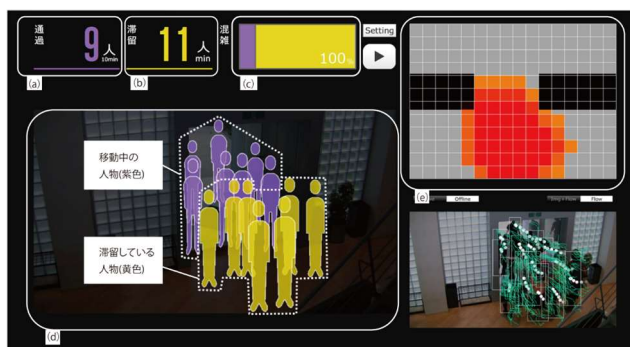 通過
9人
10min
(a)
滞留
11人
min
(b)
混雑
100%
(c)
Setting
移動中の
人物(紫色)
滞留している
人物(黄色)
(d)
(e)
Offline
Flow